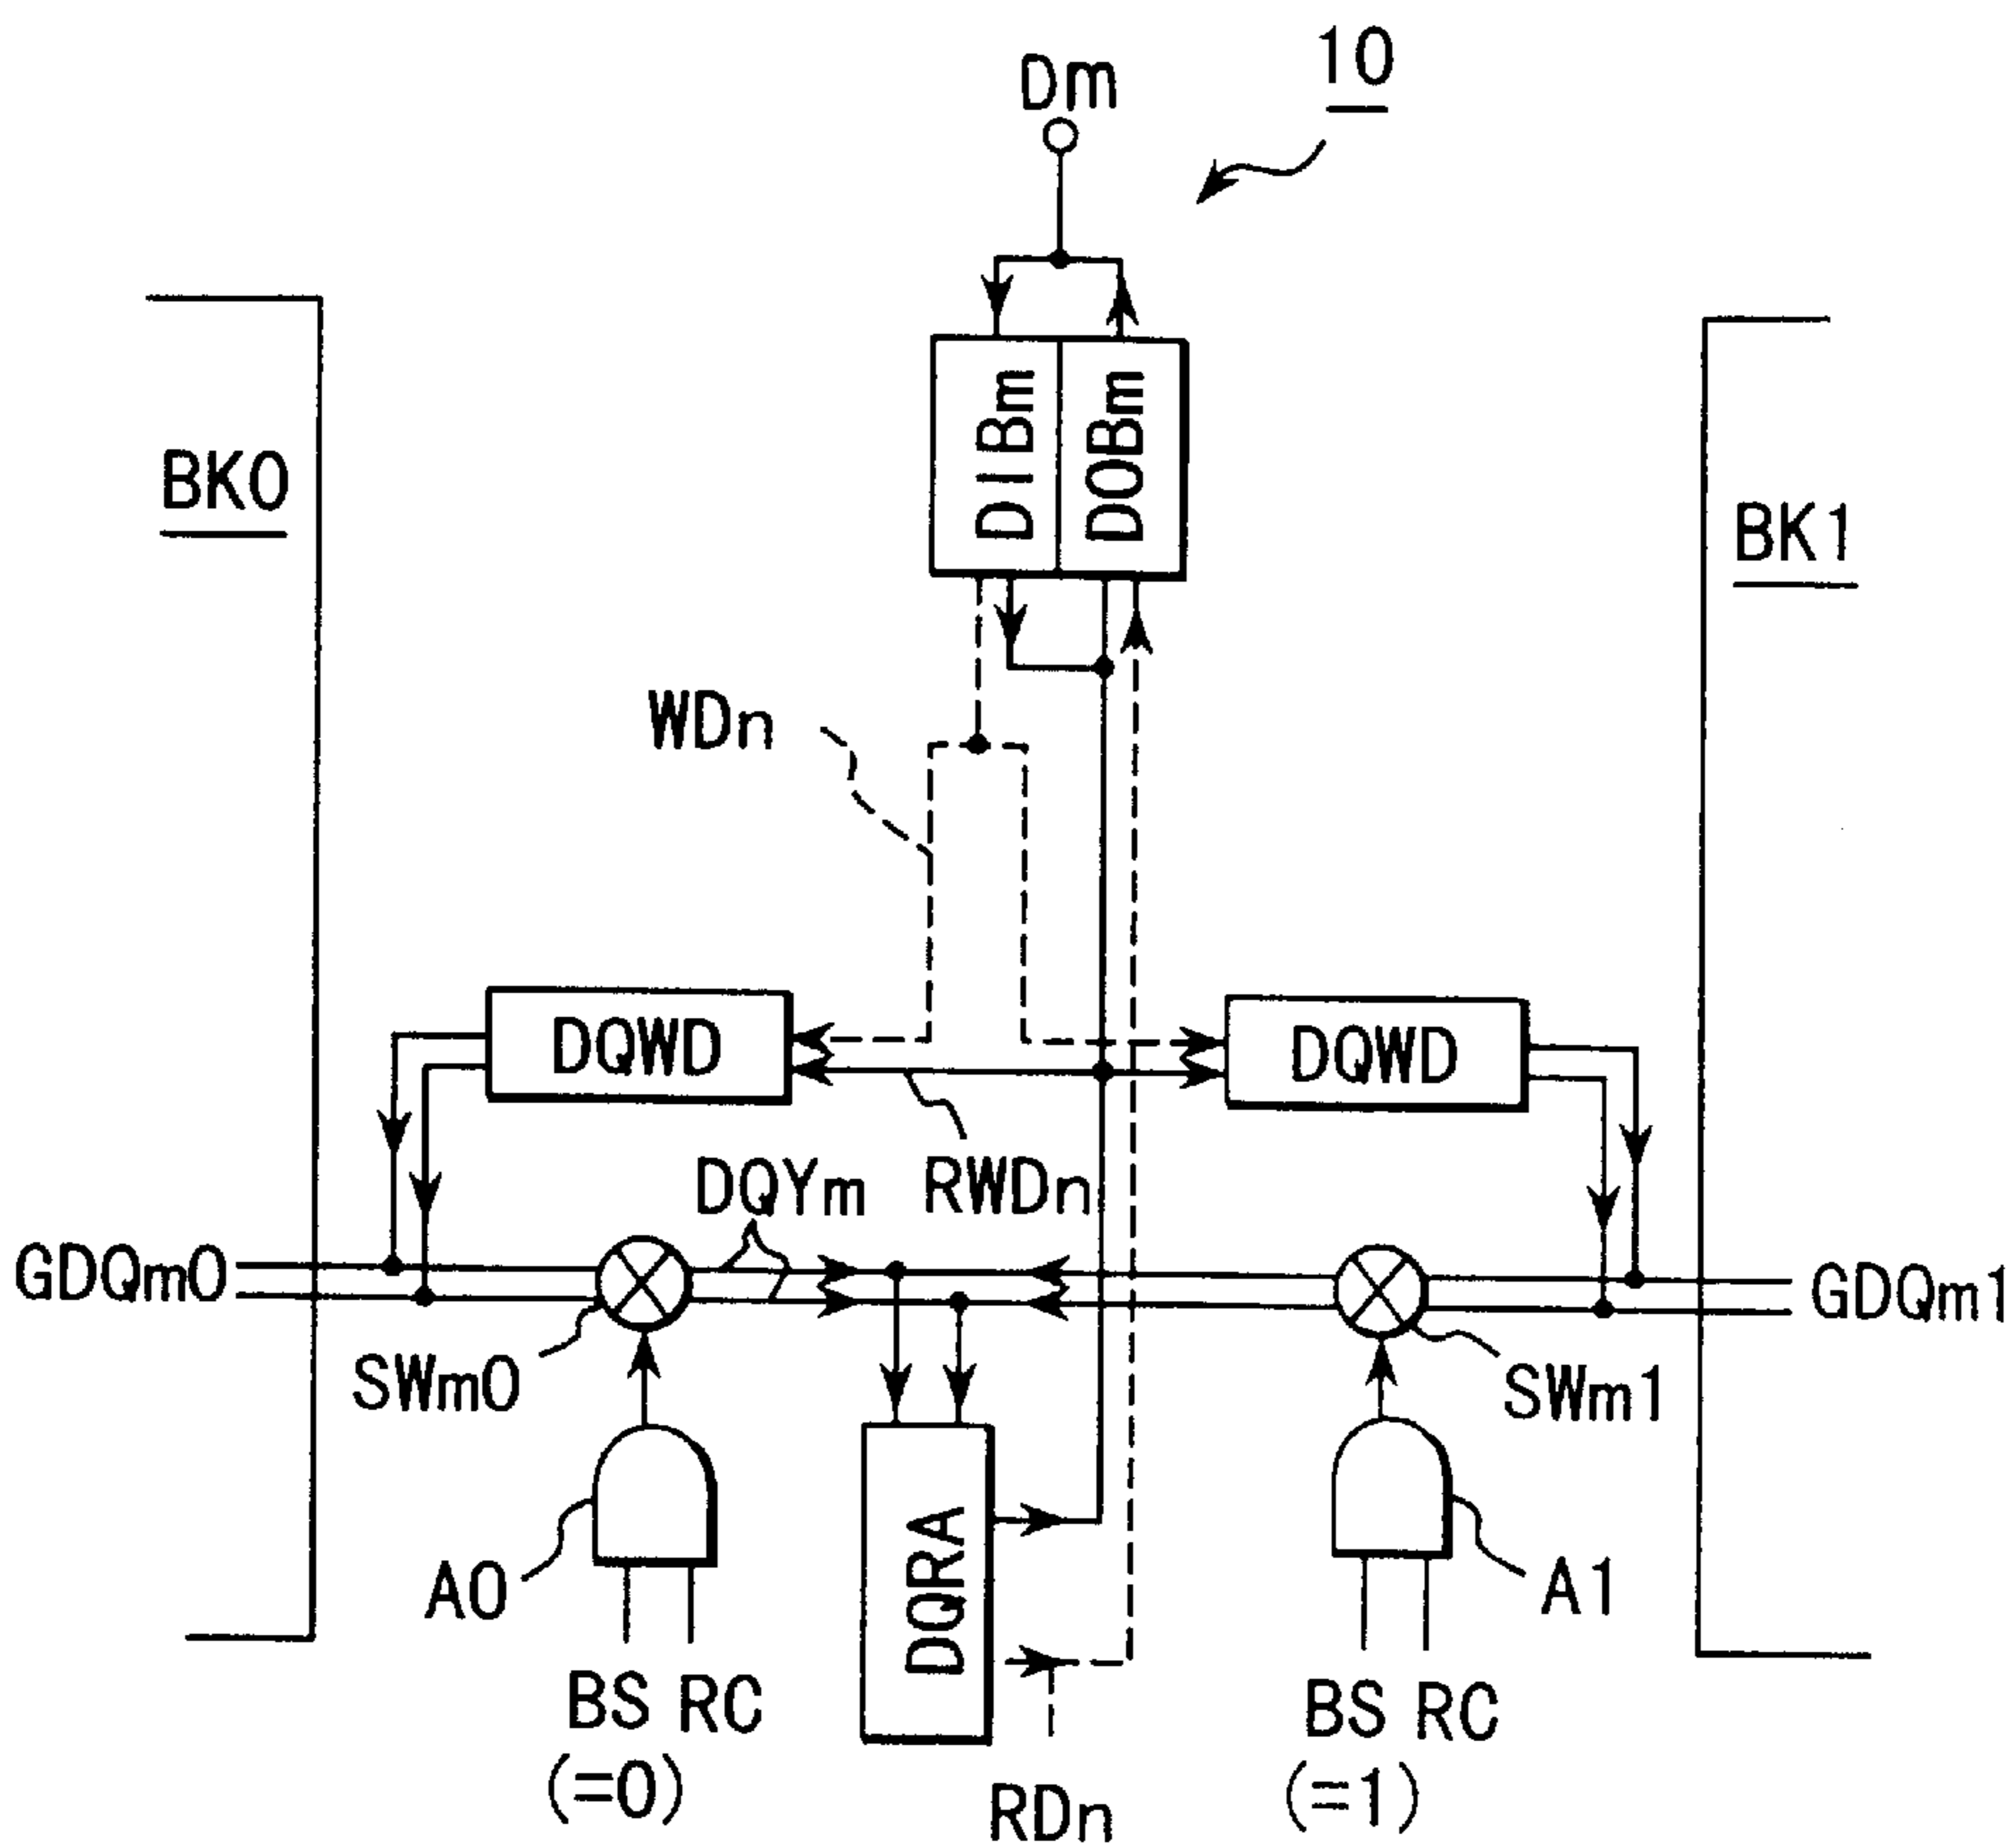 10
Dm
DIBm
DOBm
BK0
BK1
WDn
DQWD
DQWD
DQYm
RWDn
GDQm0
GDQm1
SWm0
SWm1
DQRA
A0
A1
BS RC
(=0)
BS RC
(=1)
RDn